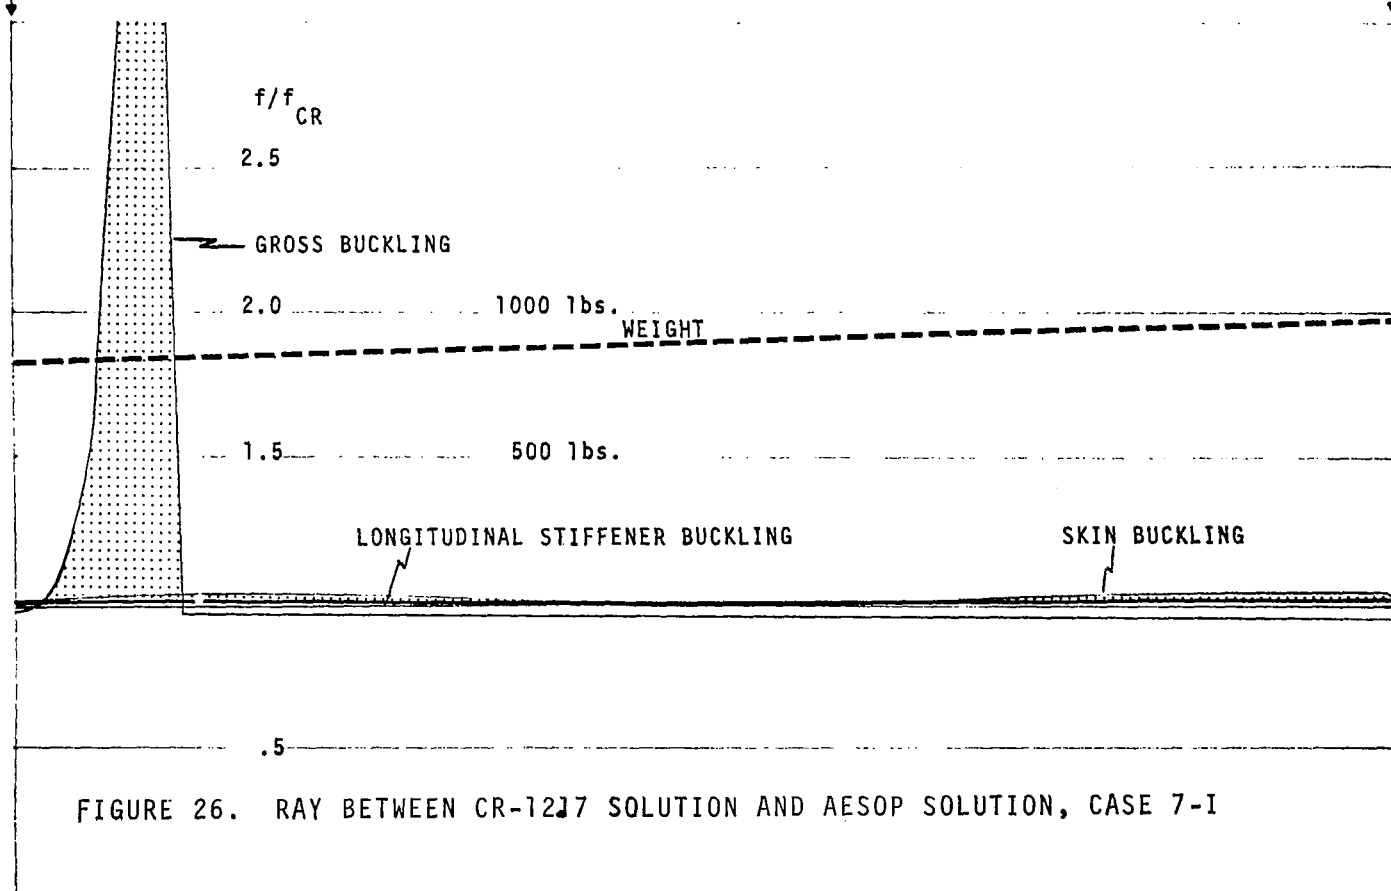 f/f CR
2.5
GROSS BUCKLING
2.0 1000 lbs.
WEIGHT
1.5 500 lbs.
LONGITUDINAL STIFFENER BUCKLING SKIN BUCKLING
.5
FIGURE 26. RAY BETWEEN CR-1217 SOLUTION AND AESOP SOLUTION, CASE 7-I